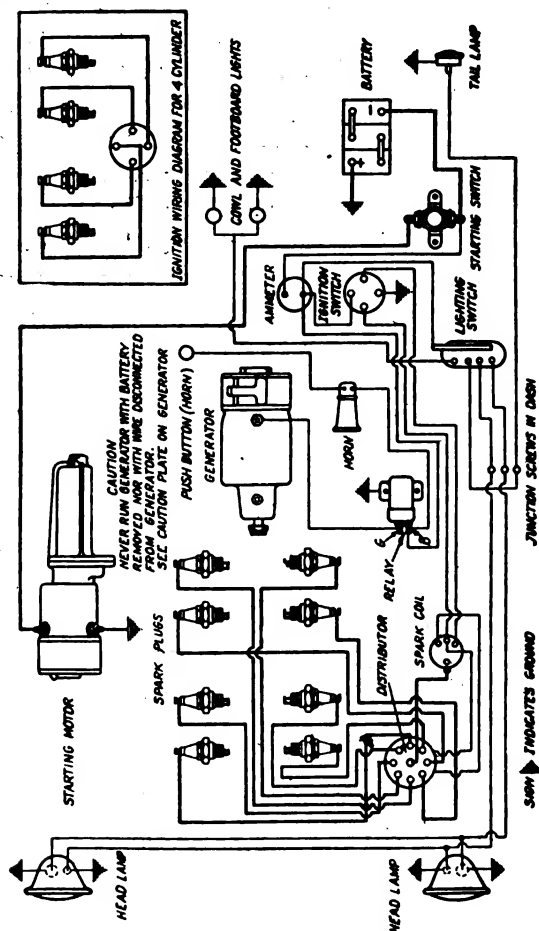 IGNITION WIRING DIAGRAM FOR 4 CYLINDER
STARTING MOTOR
CAUTION
NEVER RUN GENERATOR WITH BATTERY
REMOVED NOR WITH WIRE DISCONNECTED
FROM GENERATOR.
SEE CAUTION PLATE ON GENERATOR
COWL AND FOOTBOARD LIGHTS
BATTERY
+ -
TAIL LAMP
HEAD LAMP
SPARK PLUGS
PUSH BUTTON (HORN)
GENERATOR
AMMETER
IGNITION
SWITCH
STARTING SWITCH
HORN
LIGHTING
SWITCH
G
B
RELAY
DISTRIBUTOR
SPARK COIL
HEAD LAMP
INDICATES GROUND
JUNCTION SCREWS IN DASH